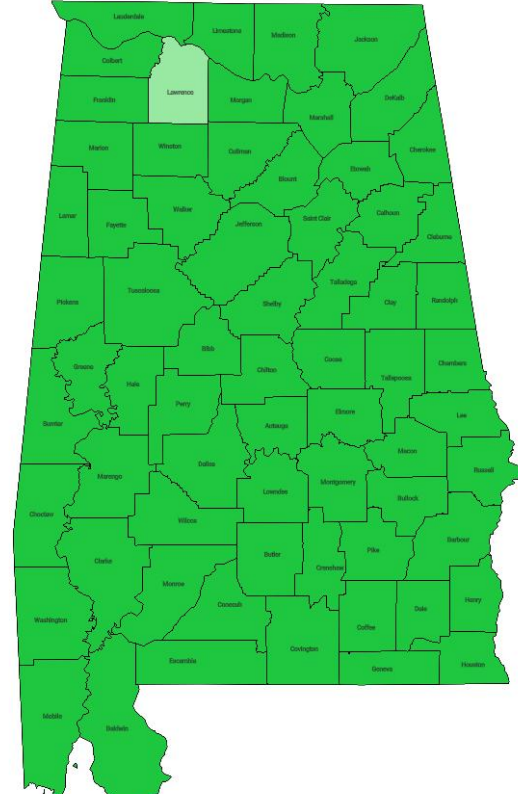 Lauderdale
Limestone
Madison
Jackson
Colbert
Lawrence
Franklin
Morgan
DeKalb
Marshall
Marion
Winston
Cullman
Cherokee
Etowah
Blount
Lamar
Fayette
Walker
Jefferson
Saint Clair
Calhoun
Cleburne
Pickens
Tuscaloosa
Shelby
Talladega
Clay
Randolph
Greene
Hale
Bibb
Chilton
Coosa
Tallapoosa
Chambers
Sumter
Perry
Autauga
Elmore
Lee
Marengo
Dallas
Macon
Russell
Choctaw
Lowndes
Montgomery
Bullock
Wilcox
Clarke
Butler
Crenshaw
Pike
Barbour
Monroe
Conecuh
Washington
Covington
Coffee
Dale
Henry
Escambia
Geneva
Houston
Mobile
Baldwin